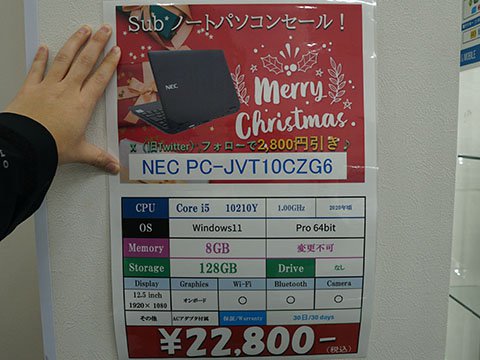 Sub ノートパソコンセール！
NEC
Merry
Christmas
X (旧Twitter) フォローで2,800円引き♪
NEC PC-JVT10CZG6
CPU Core i5 10210Y 1.00GHz 2020年頃
OS Windows11 Pro 64bit
Memory 8GB 変更不可
Storage 128GB Drive なし
Display Graphics Wi-Fi Bluetooth Camera
12.5 inch
1920 × 1080 オンボード ○ ○ ○
その他 ACアダプタ付属 保証/Warranty 30日/30 days
¥22,800-(税込)
MOBILE